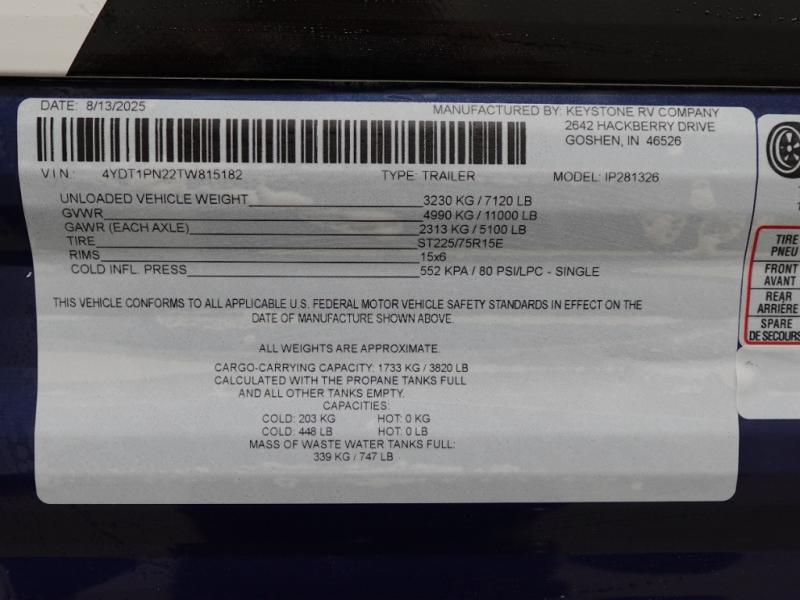 DATE: 8/13/2025
MANUFACTURED BY: KEYSTONE RV COMPANY
2642 HACKBERRY DRIVE
GOSHEN, IN 46526
V I N : 4YDT1PN22TW815182 TYPE: TRAILER MODEL: IP281326
UNLOADED VEHICLE WEIGHT 3230 KG / 7120 LB
GVWR 4990 KG / 11000 LB
GAWR (EACH AXLE) 2313 KG / 5100 LB
TIRE ST225/75R15E
RIMS 15x6
COLD INFL. PRESS 552 KPA / 80 PSI/LPC - SINGLE
THIS VEHICLE CONFORMS TO ALL APPLICABLE U.S. FEDERAL MOTOR VEHICLE SAFETY STANDARDS IN EFFECT ON THE
DATE OF MANUFACTURE SHOWN ABOVE.
ALL WEIGHTS ARE APPROXIMATE.
CARGO-CARRYING CAPACITY: 1733 KG / 3820 LB
CALCULATED WITH THE PROPANE TANKS FULL
AND ALL OTHER TANKS EMPTY.
CAPACITIES:
COLD: 203 KG HOT: 0 KG
COLD: 448 LB HOT: 0 LB
MASS OF WASTE WATER TANKS FULL:
339 KG / 747 LB
TIRE
PNEU
FRONT
AVANT
REAR
ARRIÈRE
SPARE
DE SECOURS